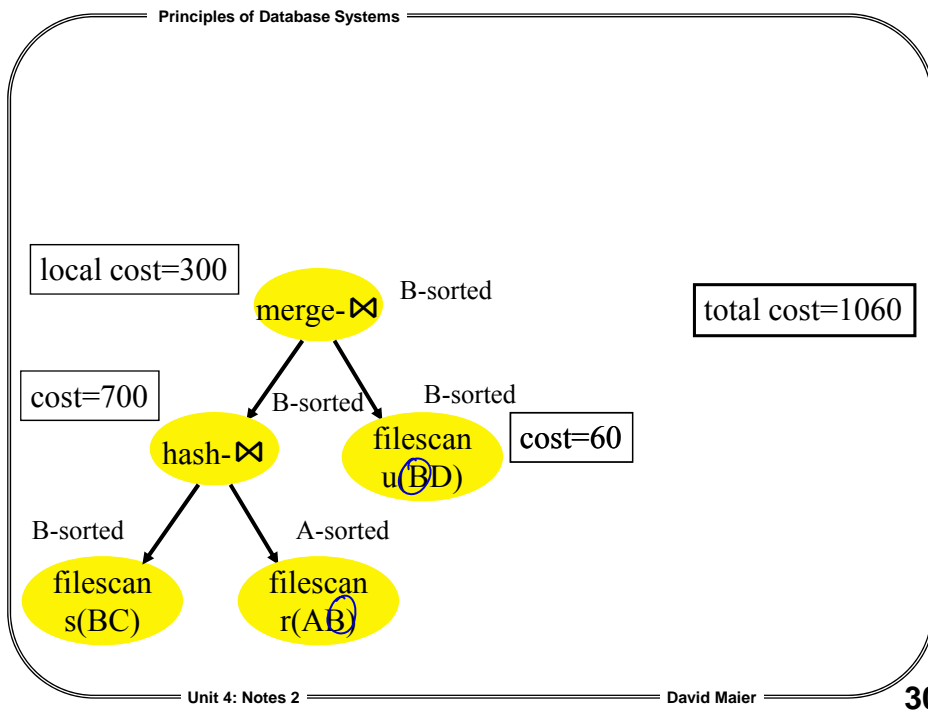 Principles of Database Systems
local cost=300
merge-⋈
B-sorted
total cost=1060
cost=700
B-sorted
B-sorted
hash-⋈
filescan
u(BD)
cost=60
B-sorted
A-sorted
filescan
s(BC)
filescan
r(AB)
Unit 4: Notes 2
David Maier